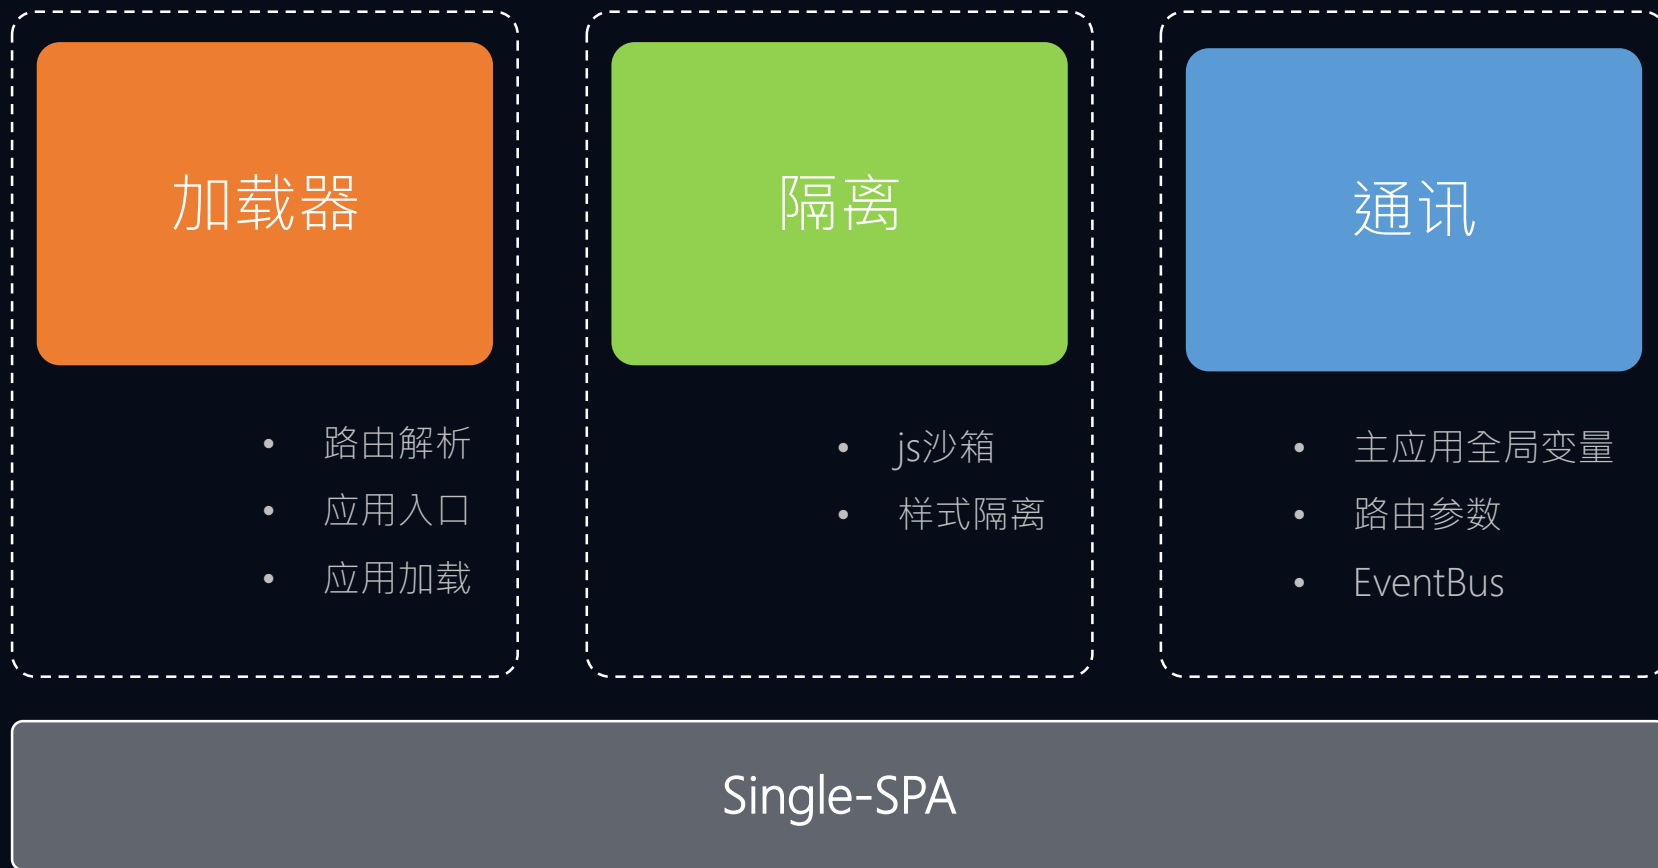 加载器
• 路由解析
• 应用入口
• 应用加载
隔离
• js沙箱
• 样式隔离
通讯
• 主应用全局变量
• 路由参数
• EventBus
Single-SPA